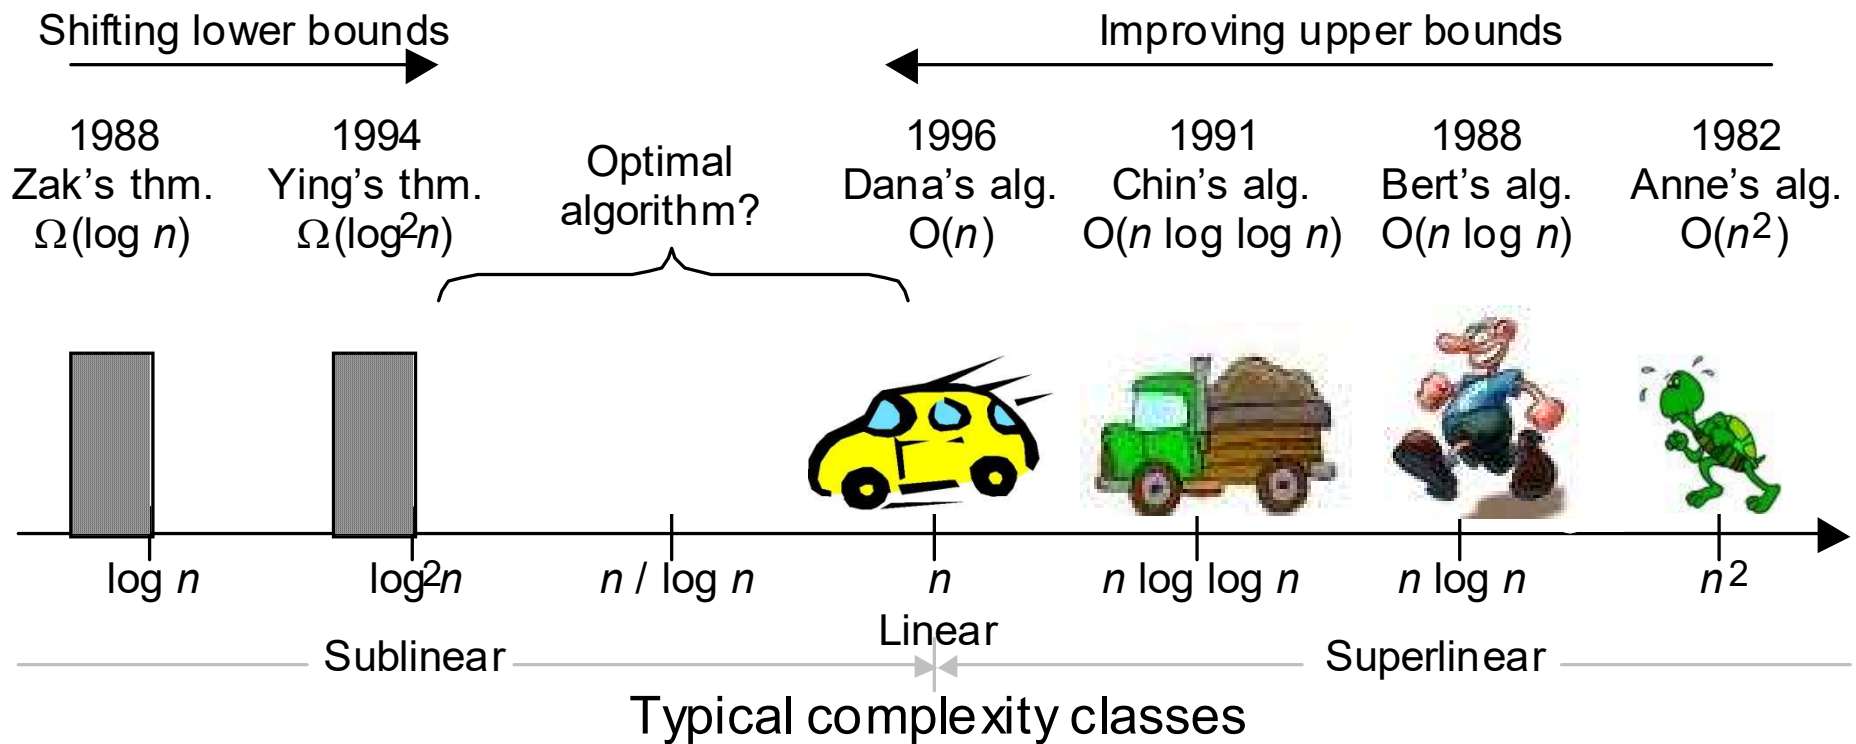 Shifting lower bounds
Improving upper bounds
1988
Zak's thm.
Ω(log n)
1994
Ying's thm.
Ω(log²n)
Optimal
algorithm?
1996
Dana's alg.
O(n)
1991
Chin's alg.
O(n log log n)
1988
Bert's alg.
O(n log n)
1982
Anne's alg.
O(n²)
log n
log²n
n / log n
n
n log log n
n log n
n²
Sublinear
Linear
Superlinear
Typical complexity classes